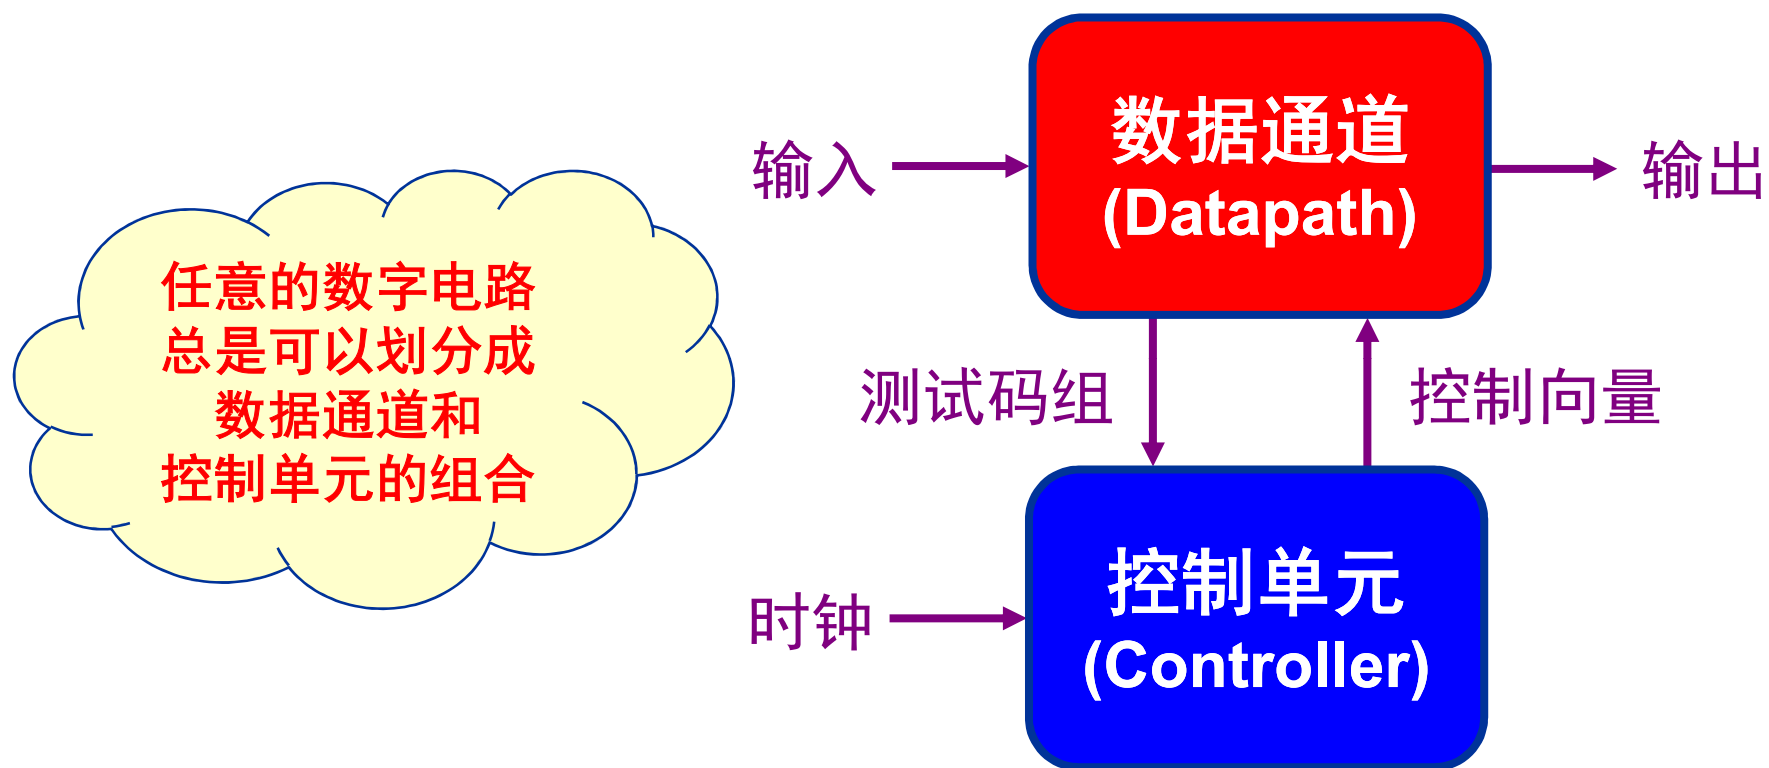 任意的数字电路
总是可以划分成
数据通道和
控制单元的组合
输入
数据通道
(Datapath)
输出
测试码组
控制向量
时钟
控制单元
(Controller)